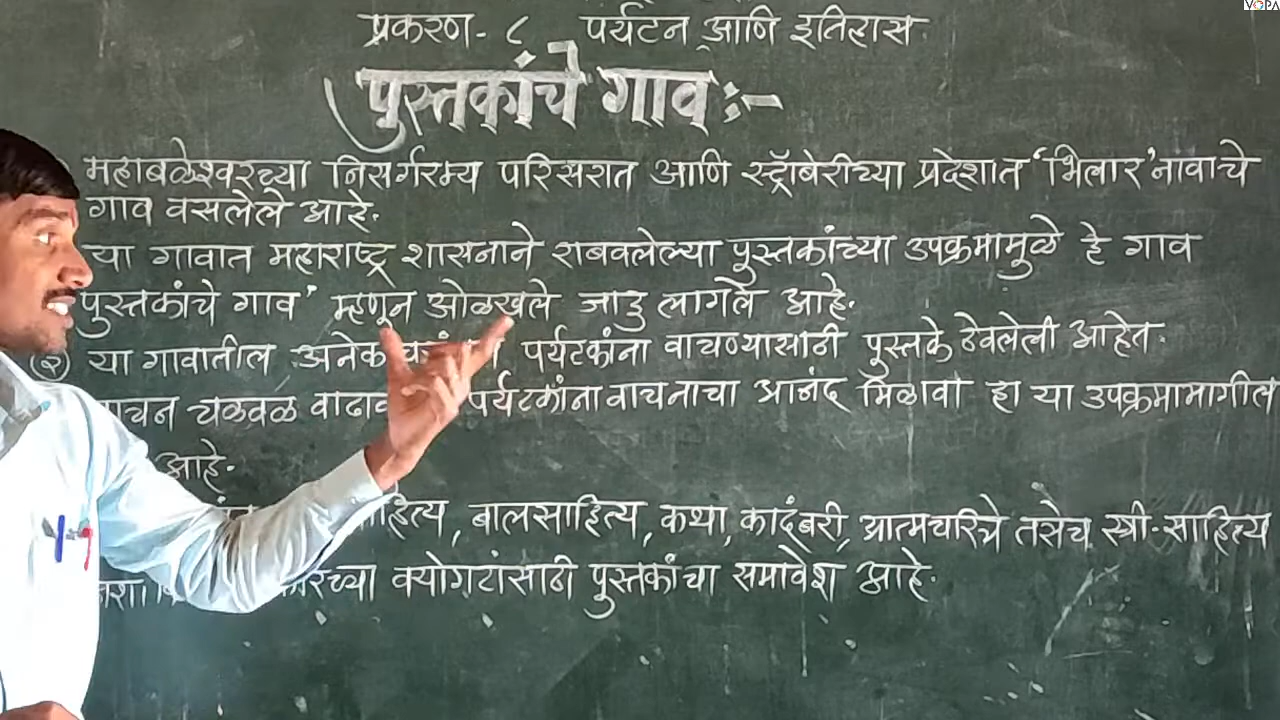 VOPA
प्रकरण- ८ पर्यटन आणि इतिहास.
पुस्तकांचे गाव :-
महाबळेश्वरच्या निसर्गरम्य परिसरात आणि स्ट्रॉबेरीच्या प्रदेशात 'भिलार' नावाचे
गाव वसलेले आहे.
या गावात महाराष्ट्र शासनाने राबवलेल्या पुस्तकांच्या उपक्रमामुळे हे गाव
पुस्तकांचे गाव' म्हणून ओळखले जाउ लागले आहे.
(२) या गावातील अनेक पर्यटकांना वाचण्यासाठी पुस्तके ठेवलेली आहेत.
चळवळ पर्यटकांना वाचनाचा आनंद मिळावा हा या उपक्रमामागील
आहे.
बालसाहित्य, कथा, कादंबरी, आत्मचरित्रे तसेच स्त्री-साहित्य
वयोगटांसाठी पुस्तकांचा समावेश आहे.